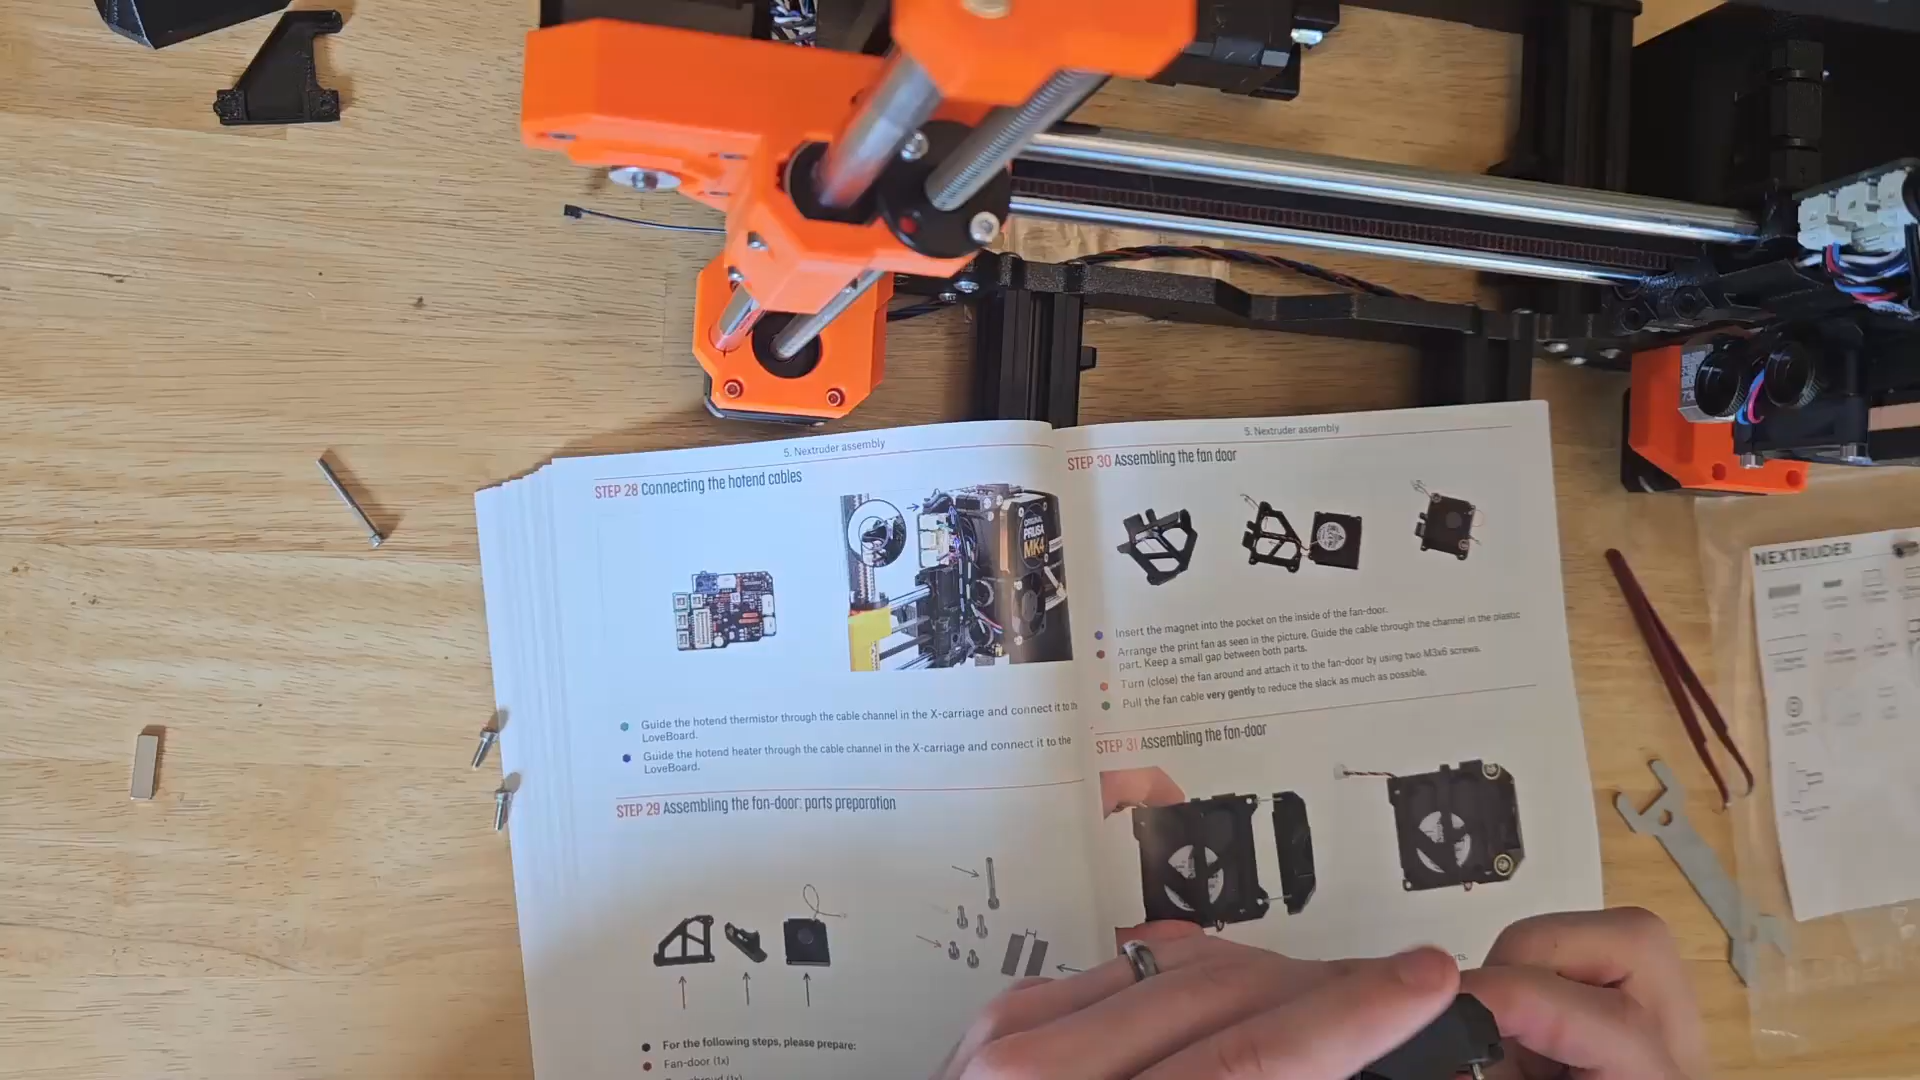 5. Nextruder assembly
STEP 28 Connecting the hotend cables
ORIGINAL
PRUSA
MK4
Guide the hotend thermistor through the cable channel in the X-carriage and connect it to the
LoveBoard.
Guide the hotend heater through the cable channel in the X-carriage and connect it to the
LoveBoard.
STEP 29 Assembling the fan-door: parts preparation
For the following steps, please prepare:
Fan-door (1x)
5. Nextruder assembly
STEP 30 Assembling the fan door
Insert the magnet into the pocket on the inside of the fan-door.
Arrange the print fan as seen in the picture. Guide the cable through the channel in the plastic
part. Keep a small gap between both parts.
Turn (close) the fan around and attach it to the fan-door by using two M3x6 screws.
Pull the fan cable very gently to reduce the slack as much as possible.
STEP 31 Assembling the fan-door
NEXTRUDER